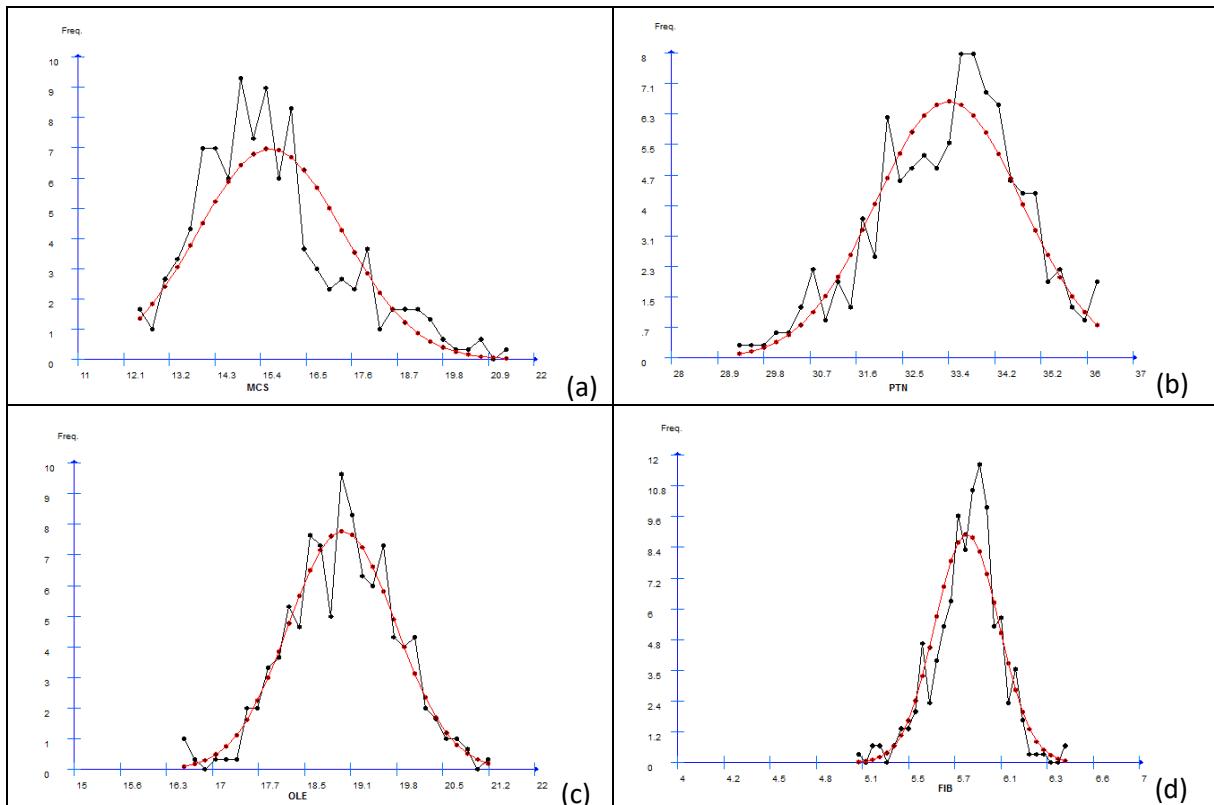 Freq.
10
9
8
7
6
5
4
3
2
1
0
11 12.1 13.2 14.3 15.4 16.5 17.6 18.7 19.8 20.9 22
MCS
(a)
Freq.
8
7.1
6.3
5.5
4.7
3.9
3.1
2.3
1.5
.7
0
28 28.9 29.8 30.7 31.6 32.5 33.4 34.2 35.2 36 37
PTN
(b)
Freq.
10
9
8
7
6
5
4
3
2
1
0
15 15.6 16.3 17 17.7 18.5 19.1 19.8 20.5 21.2 22
OLE
(c)
Freq.
12
10.8
9.6
8.4
7.2
6
4.8
3.5
2.4
1.2
0
4 4.2 4.5 4.8 5.1 5.5 5.7 6.1 6.3 6.6 7
FIB
(d)